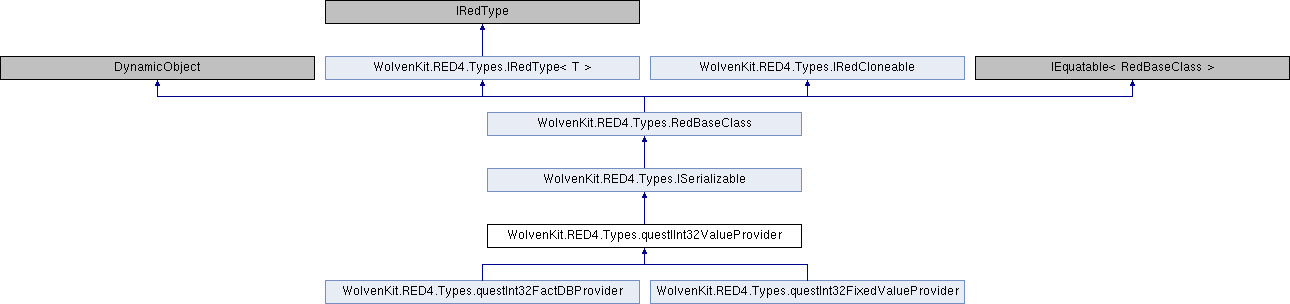 IRedType
DynamicObject
WolvenKit.RED4.Types.IRedType< T >
WolvenKit.RED4.Types.IRedCloneable
IEquatable< RedBaseClass >
WolvenKit.RED4.Types.RedBaseClass
WolvenKit.RED4.Types.ISerializable
WolvenKit.RED4.Types.questIInt32ValueProvider
WolvenKit.RED4.Types.questInt32FactDBProvider
WolvenKit.RED4.Types.questInt32FixedValueProvider